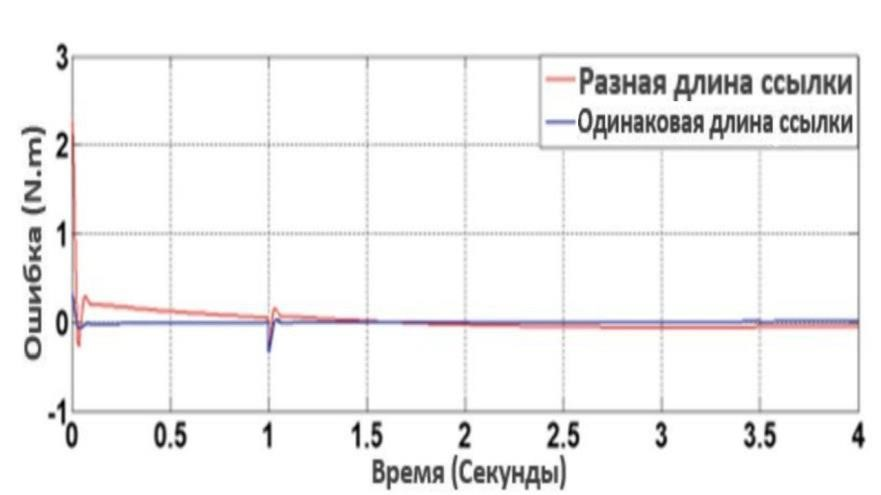 3
Разная длина ссылки
Одинаковая длина ссылки
2
Ошибка (N.m)
1
0
-1
0 0.5 1 1.5 2 2.5 3 3.5 4
Время (Секунды)